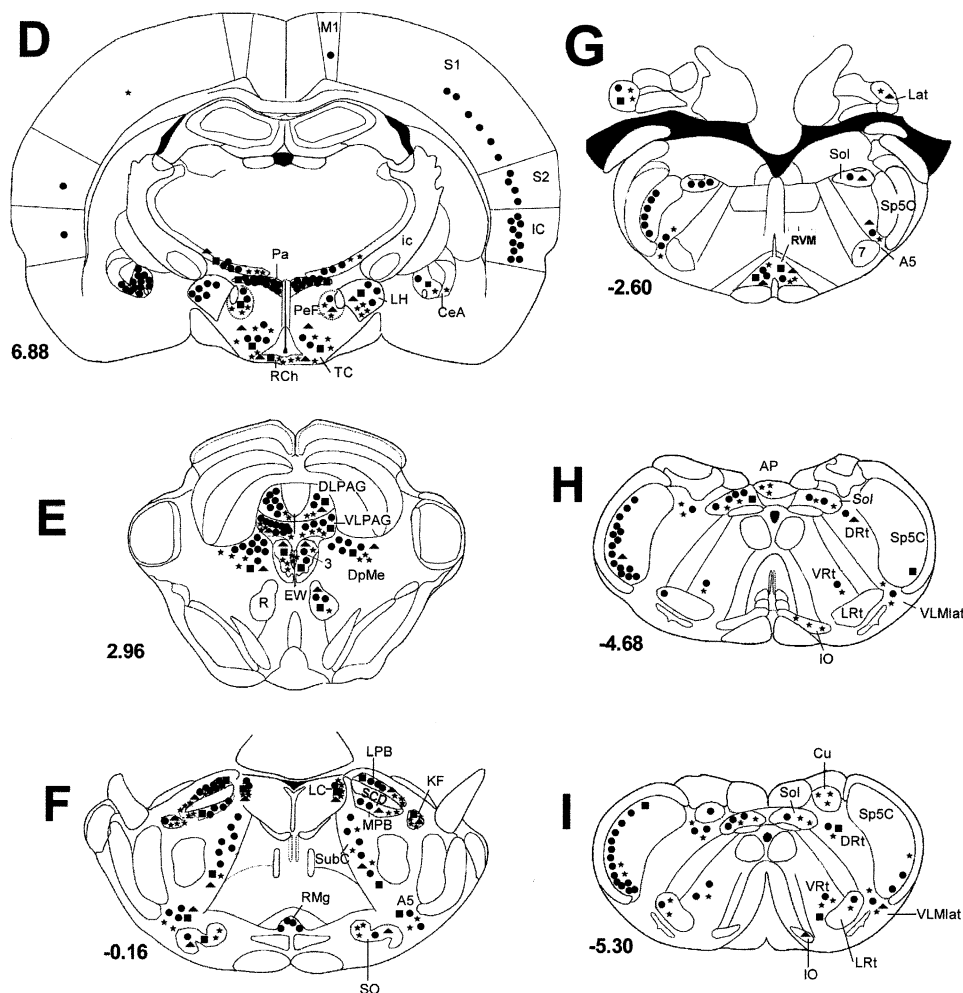 D
M1
S1
S2
IC
ic
Pa
PeF
LH
CeA
6.88
RCh
TC
E
DLPAG
VLPAG
3
DpMe
EW
R
2.96
F
LPB
LC
KF
SCP
MPB
SubC
RMg
A5
-0.16
SO
G
Lat
Sol
Sp5O
RVM
7
A5
-2.60
H
AP
Sol
DRt
Sp5C
VRt
LRt
VLMlat
-4.68
IO
I
Cu
Sol
Sp5C
DRt
VRt
VLMlat
-5.30
LRt
IO